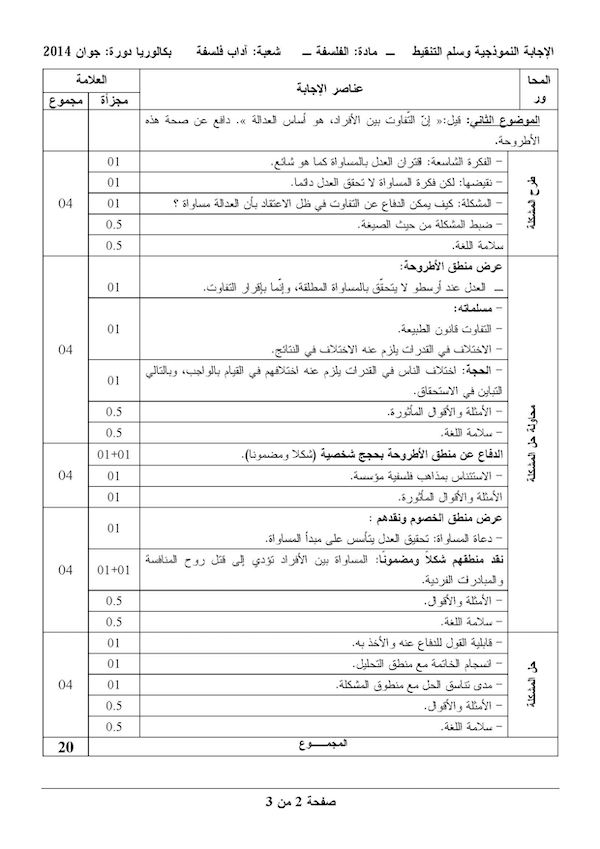 الإجابة النموذجية وسلم التنقيط ــ مادة: الفلسفة ــ شعبة: آداب فلسفة بكالوريا دورة: جوان 2014
المحاور
عناصر الإجابة
العلامة
مجزأة
مجموع
الموضوع الثاني: قيل:« إنّ التّفاوت بين الأفراد، هو أساس العدالة ». دافع عن صحة هذه
الأطروحة.
طرح المشكلة
– الفكرة الشاسعة: اقتران العدل بالمساواة كما هو شائع. 01
– نقيضها: لكن فكرة المساواة لا تحقق العدل دائما. 01
– المشكلة: كيف يمكن الدفاع عن التفاوت في ظل الاعتقاد بأن العدالة مساواة ؟ 01
04
– ضبط المشكلة من حيث الصيغة. 0.5
سلامة اللغة. 0.5
محاولة حل المشكلة
عرض منطق الأطروحة:
ــ العدل عند أرسطو لا يتحقّق بالمساواة المطلقة، وإنّما بإقرار التفاوت. 01
– مسلماته:
– التفاوت قانون الطبيعة. 01
– الاختلاف في القدرات يلزم عنه الاختلاف في النتائج.
04
– الحجة: اختلاف الناس في القدرات يلزم عنه اختلافهم في القيام بالواجب، وبالتالي
التباين في الاستحقاق. 01
– الأمثلة والأقوال المأثورة. 0.5
– سلامة اللغة. 0.5
الدفاع عن منطق الأطروحة بحجج شخصية (شكلا ومضمونا). 01+01
– الاستئناس بمذاهب فلسفية مؤسسة. 01
04
الأمثلة والأقوال المأثورة. 01
عرض منطق الخصوم ونقدهم :
– دعاة المساواة: تحقيق العدل يتأسس على مبدأ المساواة. 01
نقد منطقهم شكلاً ومضمونًا: المساواة بين الأفراد تؤدي إلى قتل روح المنافسة
والمبادرات الفردية. 01+01
04
– الأمثلة والأقوال. 0.5
– سلامة اللغة. 0.5
حل المشكلة
– قابلية القول للدفاع عنه والأخذ به. 01
– انسجام الخاتمة مع منطق التحليل. 01
– مدى تناسق الحل مع منطوق المشكلة. 01
04
– الأمثلة والأقوال. 0.5
– سلامة اللغة. 0.5
المجمـــــوع 20
صفحة 2 من 3